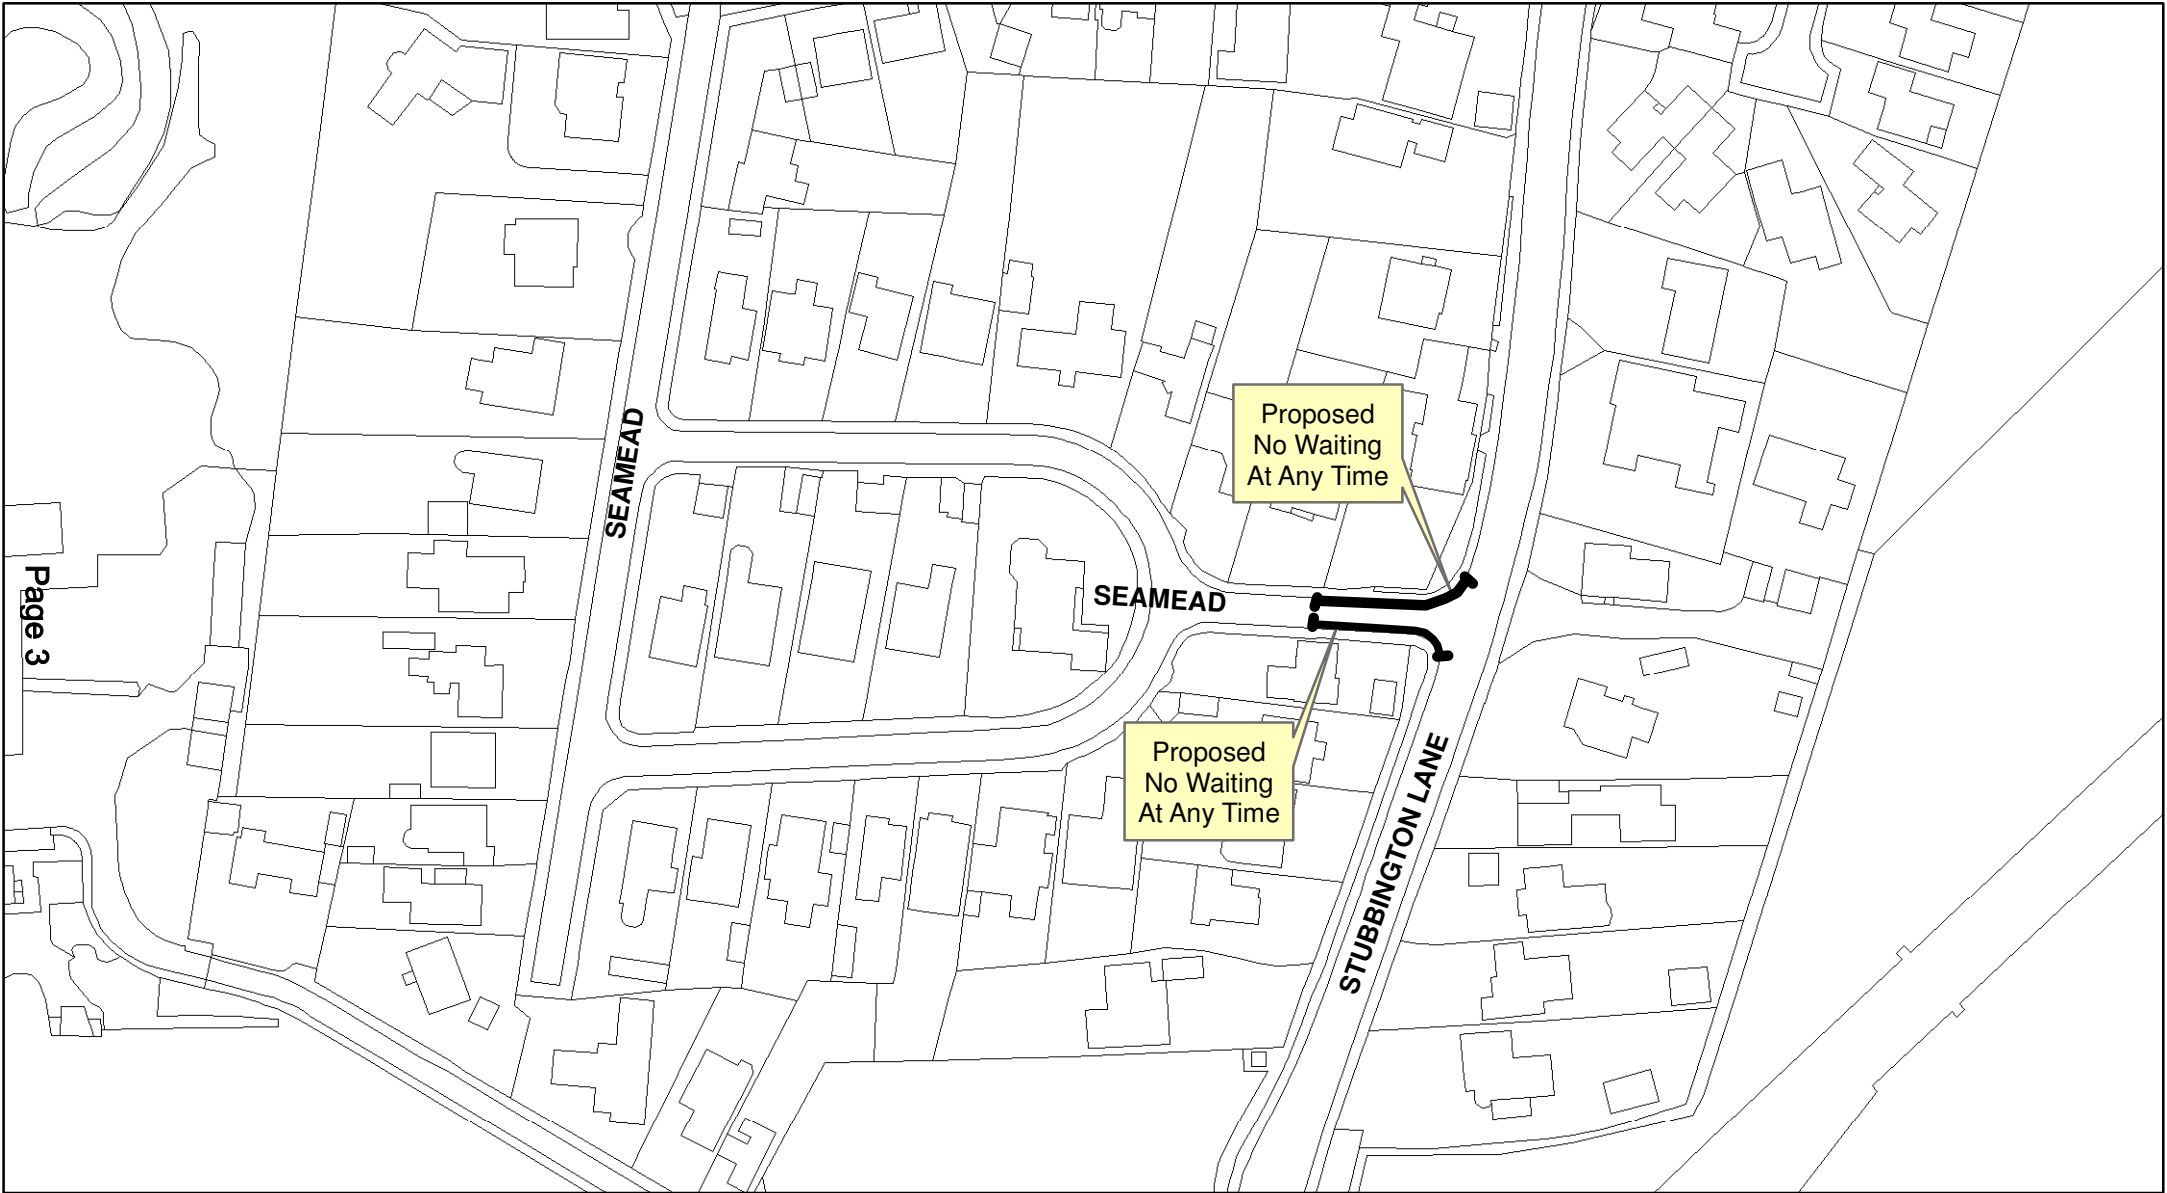 Proposed
No Waiting
At Any Time
SEAMEAD
Page 3
SEAMEAD
Proposed
No Waiting
At Any Time
STUBBINGTON LANE